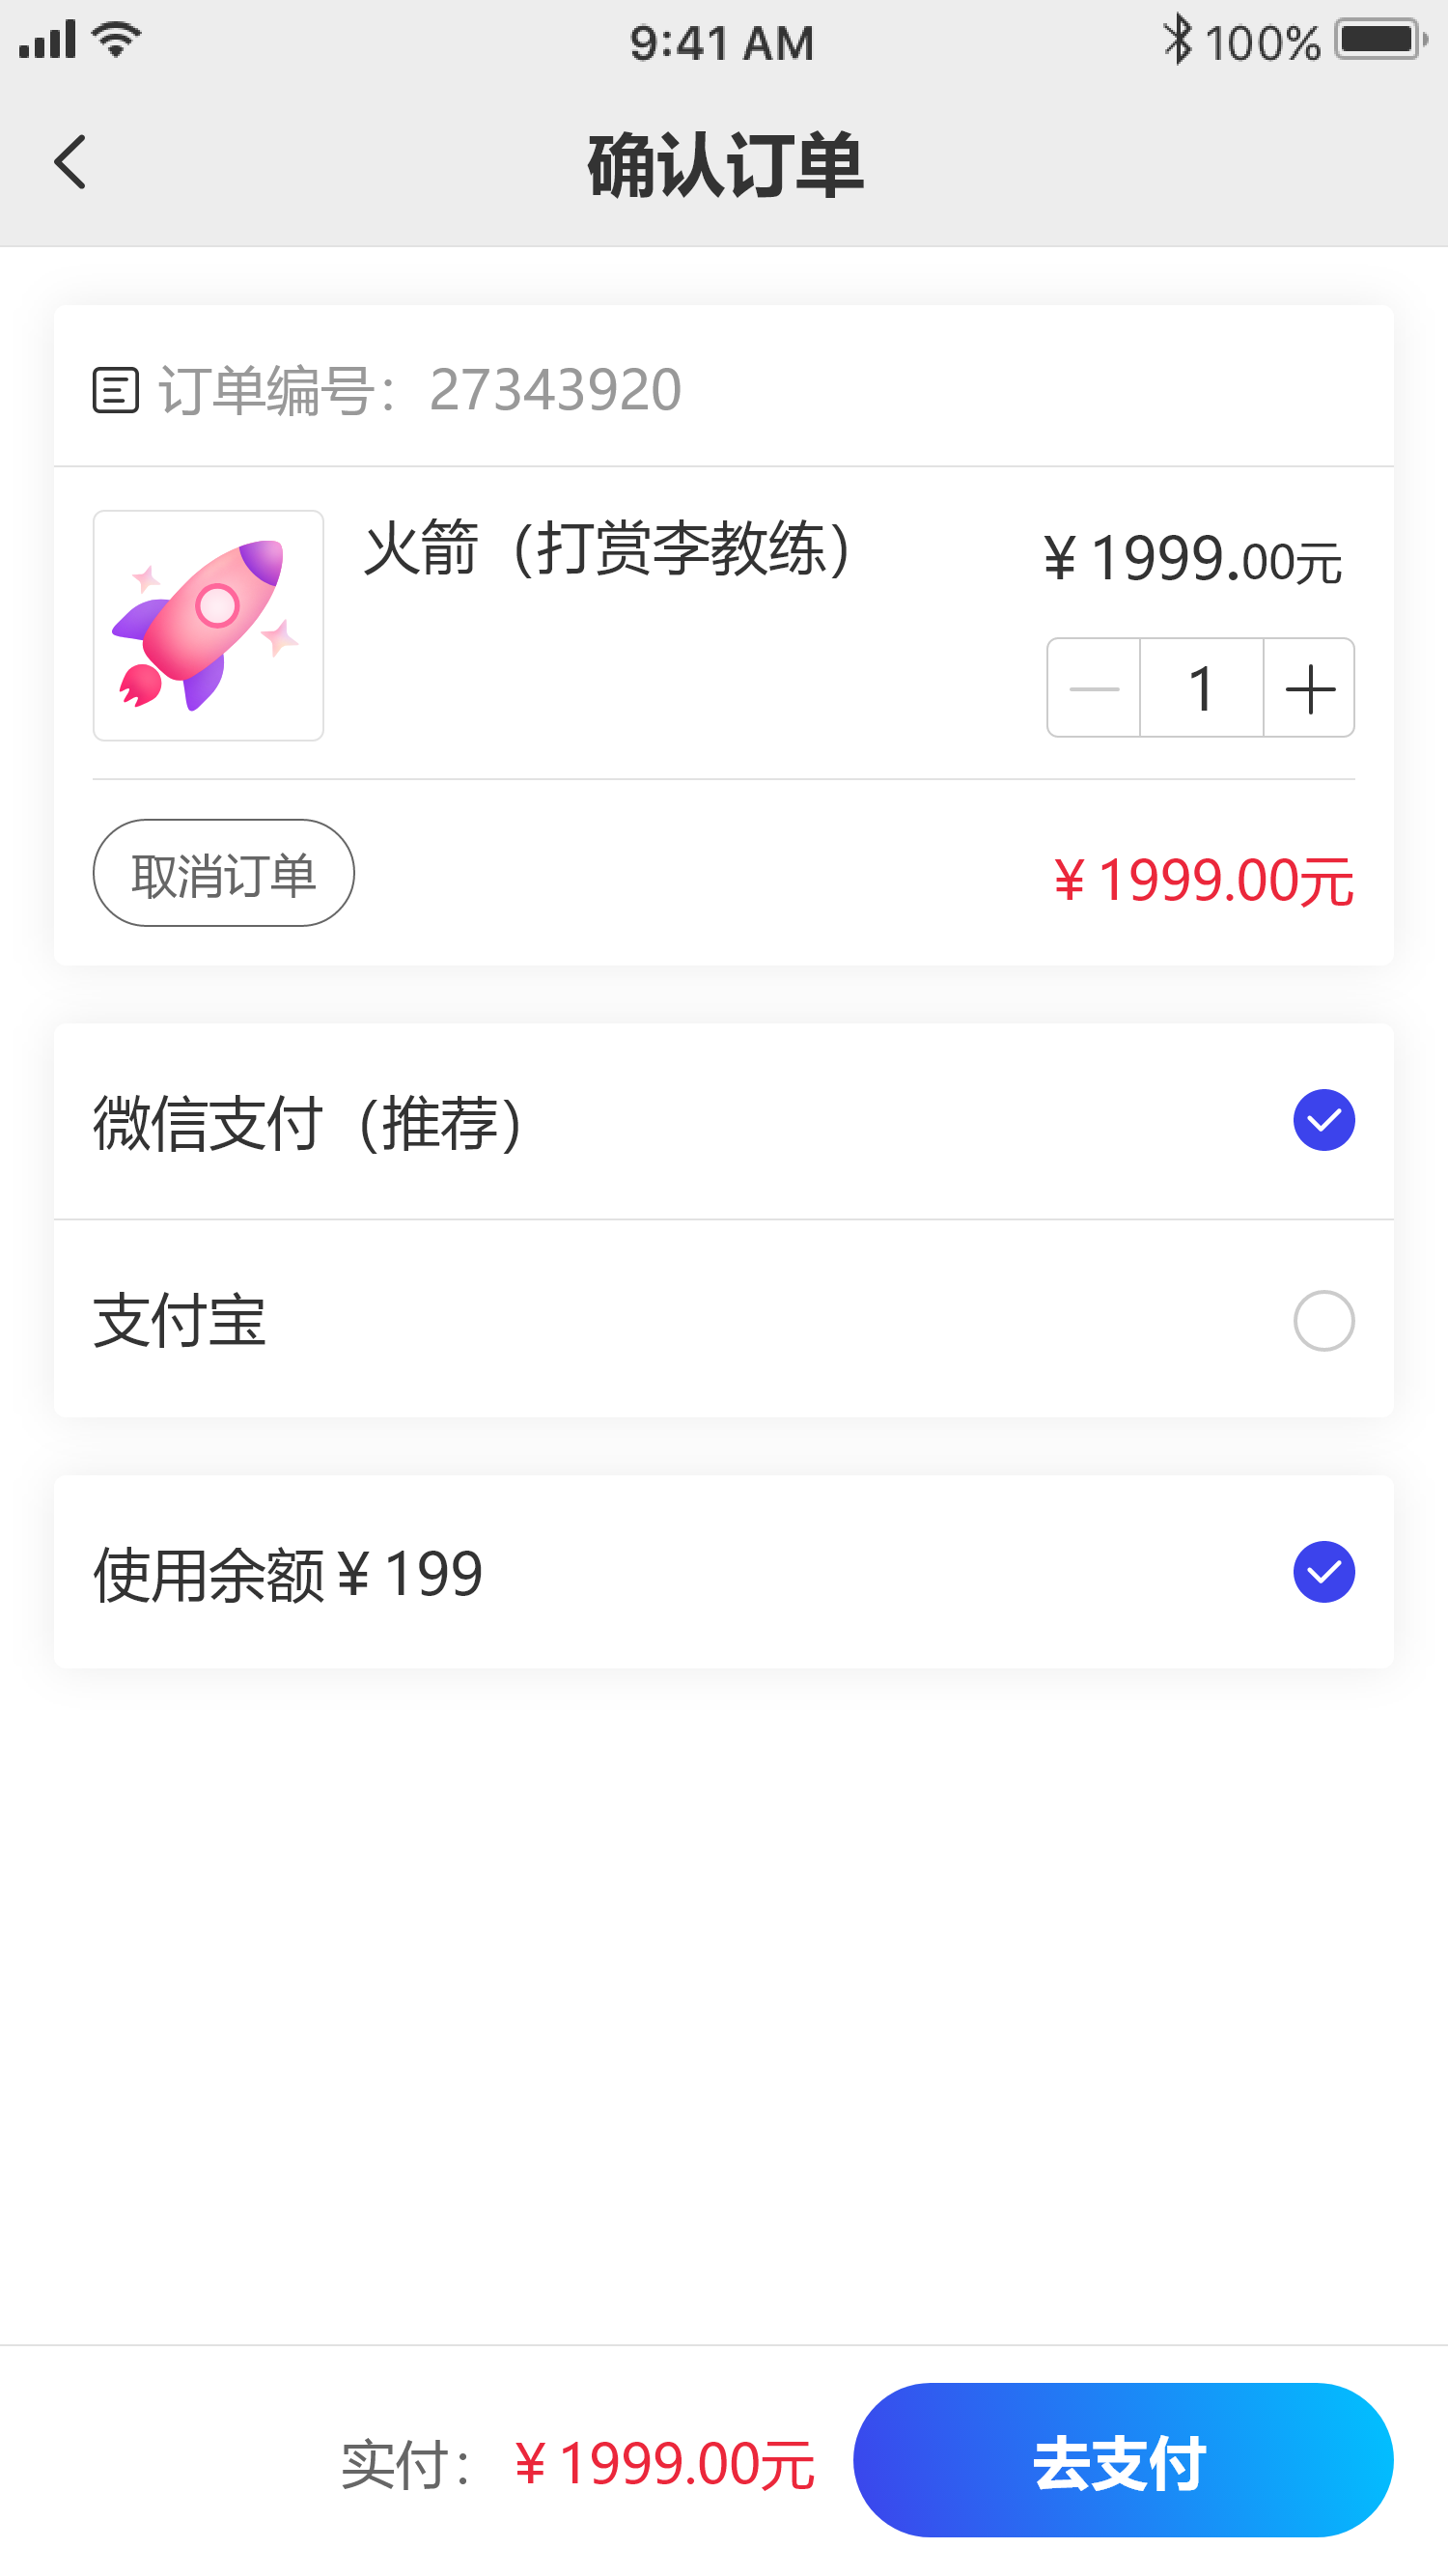 9:41 AM
100%
确认订单
订单编号：27343920
火箭（打赏李教练）
￥1999.00元
1
取消订单
￥1999.00元
微信支付（推荐）
支付宝
使用余额￥199
实付：￥1999.00元
去支付